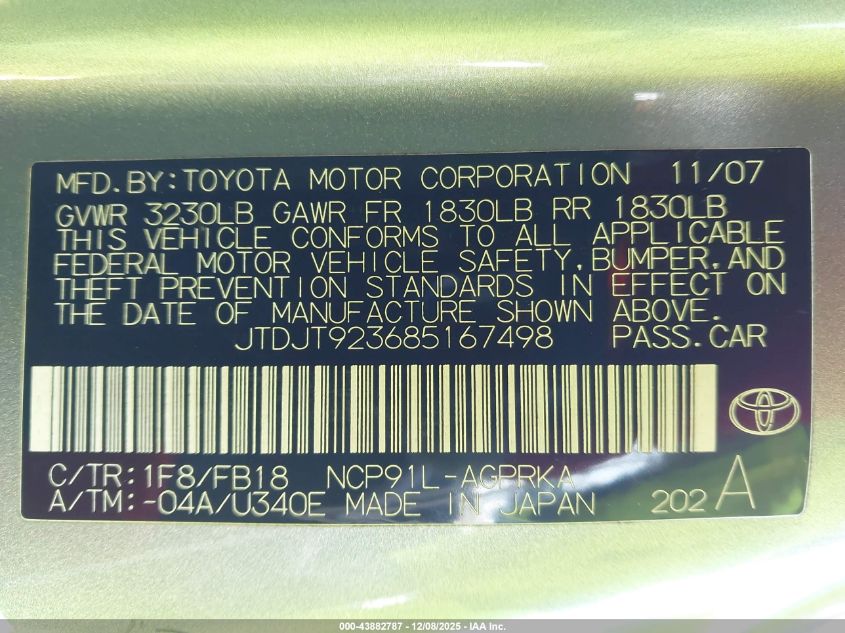 MFD.BY:TOYOTA MOTOR CORPORATION 11/07
GVWR 3230LB GAWR FR 1830LB RR 1830LB
THIS VEHICLE CONFORMS TO ALL APPLICABLE
FEDERAL MOTOR VEHICLE SAFETY,BUMPER,AND
THEFT PREVENTION STANDARDS IN EFFECT ON
THE DATE OF MANUFACTURE SHOWN ABOVE.
JTDJT923685167498 PASS.CAR
C/TR:1F8/FB18 NCP91L-AGPRKA
A/TM:-04A/U340E MADE IN JAPAN 202A
000-43882787 - 12/08/2025 - IAA Inc.